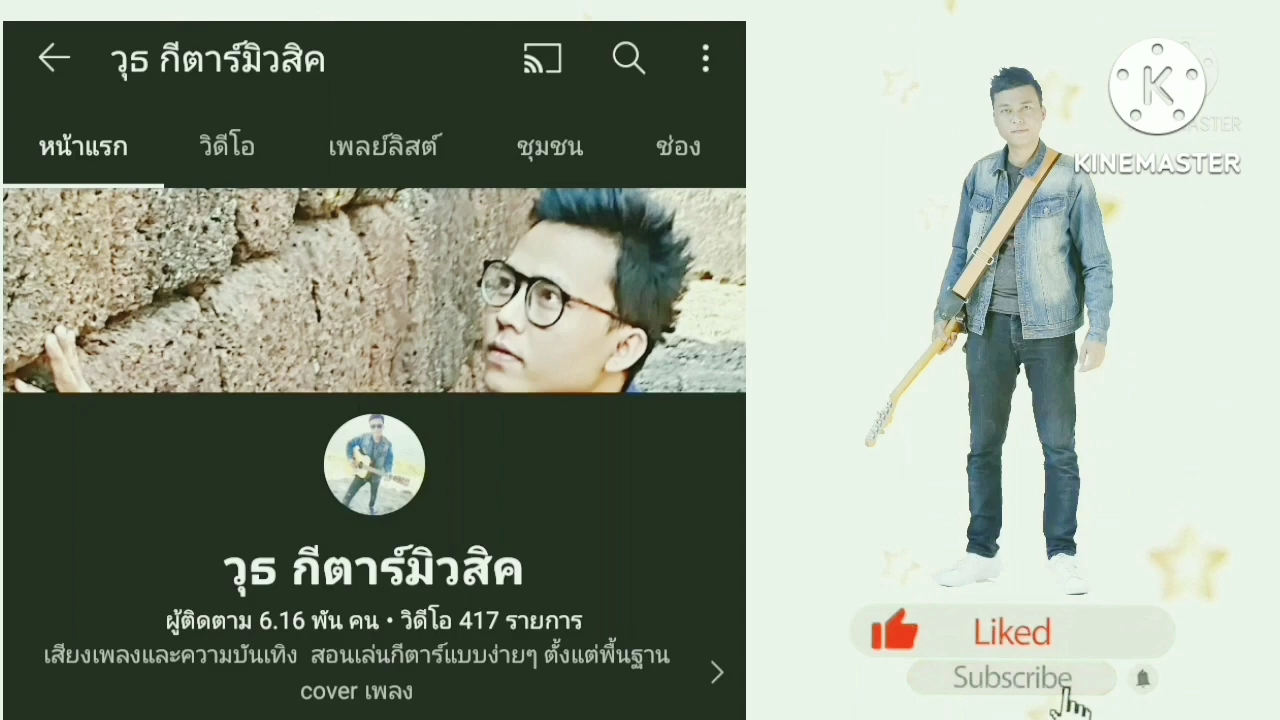 วุธ กีตาร์มิวสิค
หน้าแรก วิดีโอ เพลย์ลิสต์ ชุมชน ช่อง
วุธ กีตาร์มิวสิค
ผู้ติดตาม 6.16 พัน คน • วิดีโอ 417 รายการ
เสียงเพลงและความบันเทิง สอนเล่นกีตาร์แบบง่ายๆ ตั้งแต่พื้นฐาน
cover เพลง
K
KINEMASTER
Liked
Subscribe